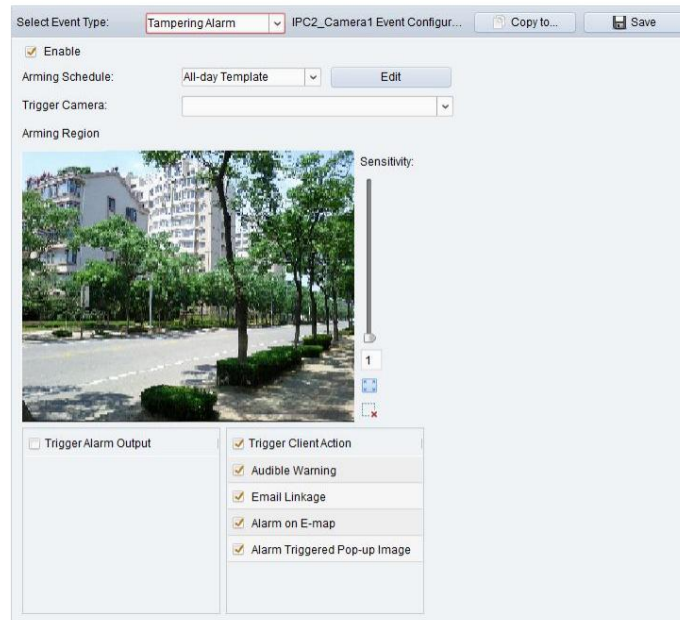 Select Event Type: Tampering Alarm IPC2_Camera1 Event Configur... Copy to... Save
Enable
Arming Schedule: All-day Template Edit
Trigger Camera:
Arming Region
Sensitivity:
1
Trigger Alarm Output
Trigger Client Action
Audible Warning
Email Linkage
Alarm on E-map
Alarm Triggered Pop-up Image